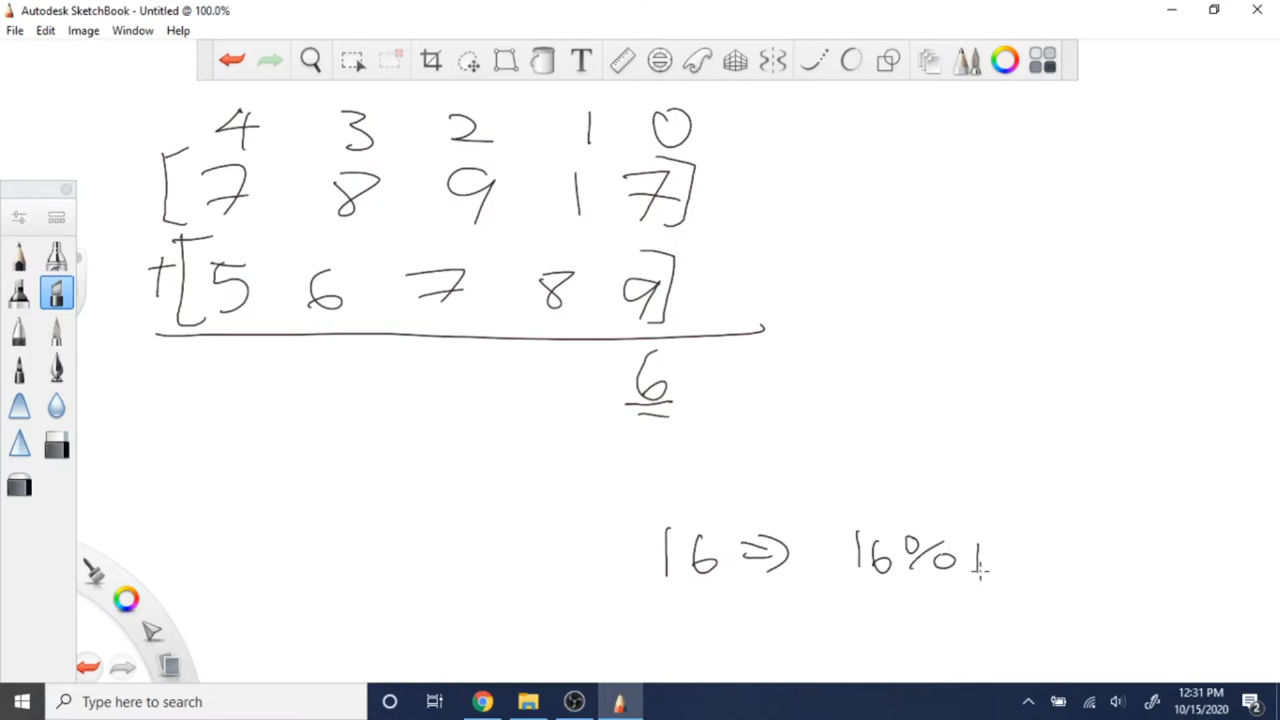 Autodesk SketchBook - Untitled @ 100.0%
File Edit Image Window Help
T
4 3 2 1 0
[7 8 9 1 7]
+[5 6 7 8 9]
6
16 ⇒ 16% 1
Type here to search
12:31 PM
10/15/2020
2